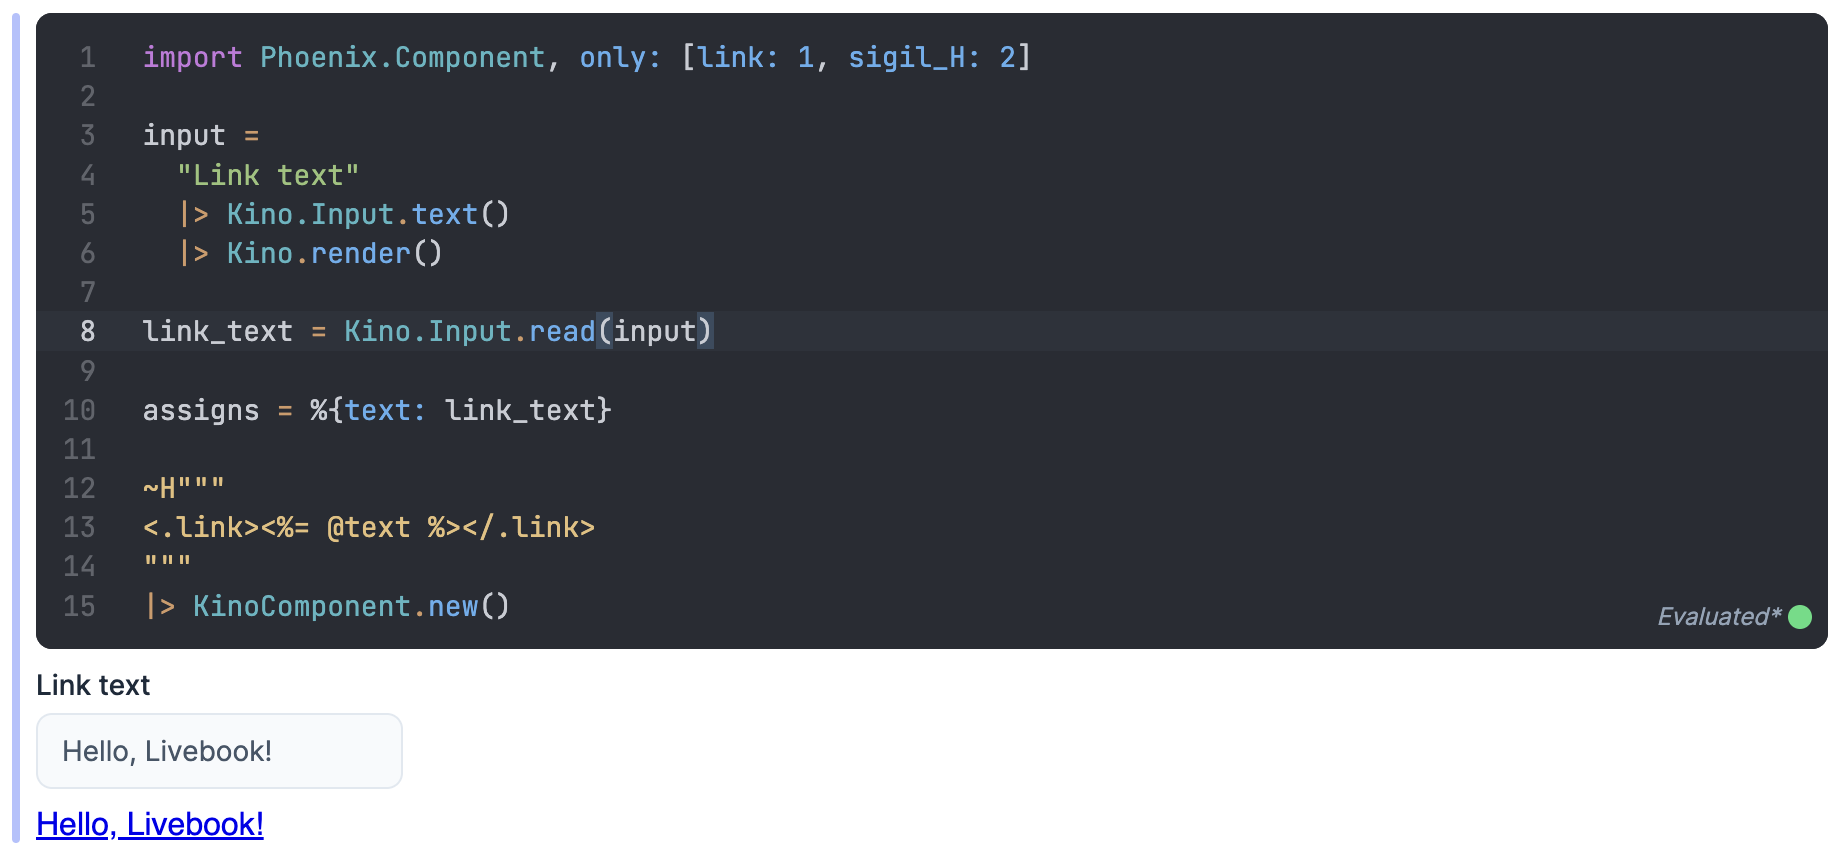 1 import Phoenix.Component, only: [link: 1, sigil_H: 2]
2
3 input =
4   "Link text"
5   |> Kino.Input.text()
6   |> Kino.render()
7
8 link_text = Kino.Input.read(input)
9
10 assigns = %{text: link_text}
11
12 ~H"""
13 <.link><%= @text %></.link>
14 """
15 |> KinoComponent.new()
Evaluated*
Link text
Hello, Livebook!
Hello, Livebook!